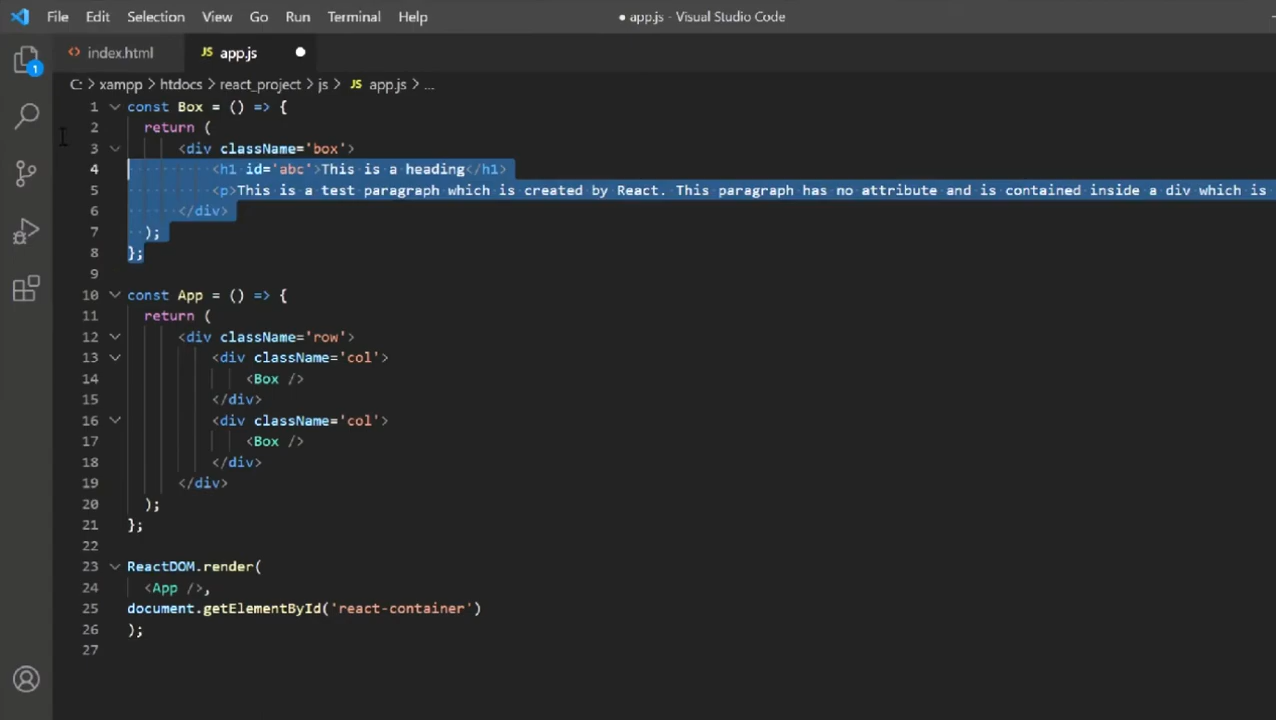 File Edit Selection View Go Run Terminal Help ● app.js - Visual Studio Code
<> index.html JS app.js ●
1
C: > xampp > htdocs > react_project > js > JS app.js > ...
1 const Box = () => {
2 return (
3 <div className='box'>
4 <h1 id='abc'>This is a heading</h1>
5 <p>This is a test paragraph which is created by React. This paragraph has no attribute and is contained inside a div which is
6 </div>
7 );
8 };
9
10 const App = () => {
11 return (
12 <div className='row'>
13 <div className='col'>
14 <Box />
15 </div>
16 <div className='col'>
17 <Box />
18 </div>
19 </div>
20 );
21 };
22
23 ReactDOM.render(
24 <App />,
25 document.getElementById('react-container')
26 );
27